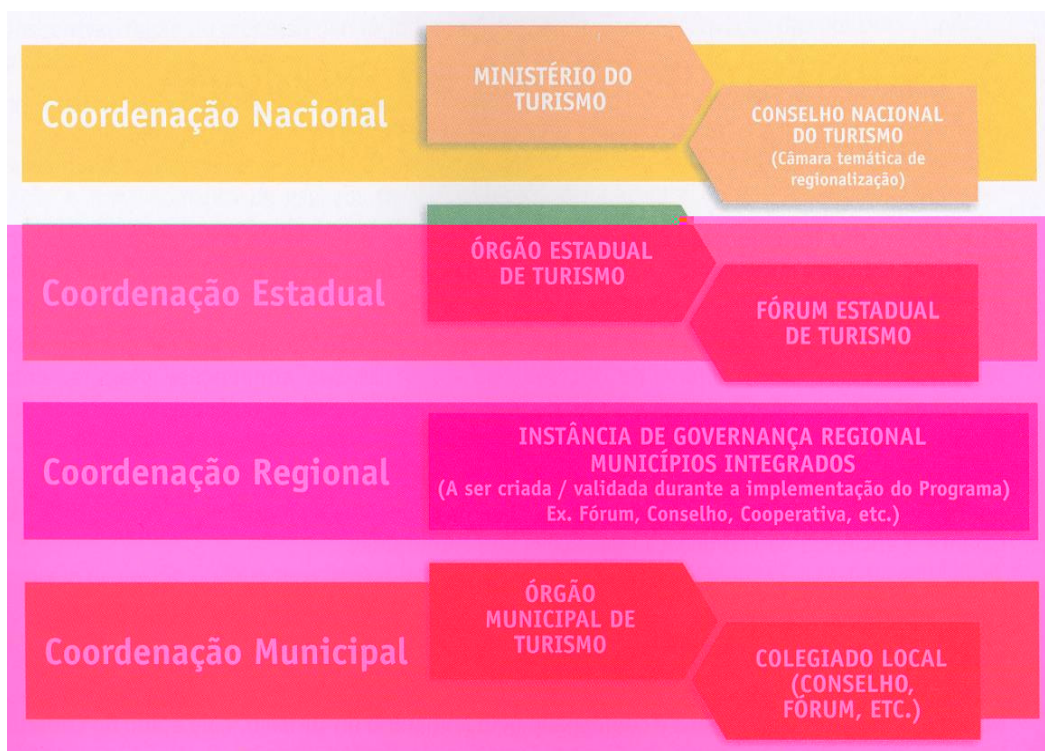 Coordenação Nacional
MINISTÉRIO DO
TURISMO
CONSELHO NACIONAL
DO TURISMO
(Câmara temática de
regionalização)
Coordenação Estadual
ÓRGÃO ESTADUAL
DE TURISMO
FÓRUM ESTADUAL
DE TURISMO
Coordenação Regional
INSTÂNCIA DE GOVERNANÇA REGIONAL
MUNICÍPIOS INTEGRADOS
(A ser criada / validada durante a implementação do Programa)
Ex. Fórum, Conselho, Cooperativa, etc.)
Coordenação Municipal
ÓRGÃO
MUNICIPAL DE
TURISMO
COLEGIADO LOCAL
(CONSELHO,
FÓRUM, ETC.)